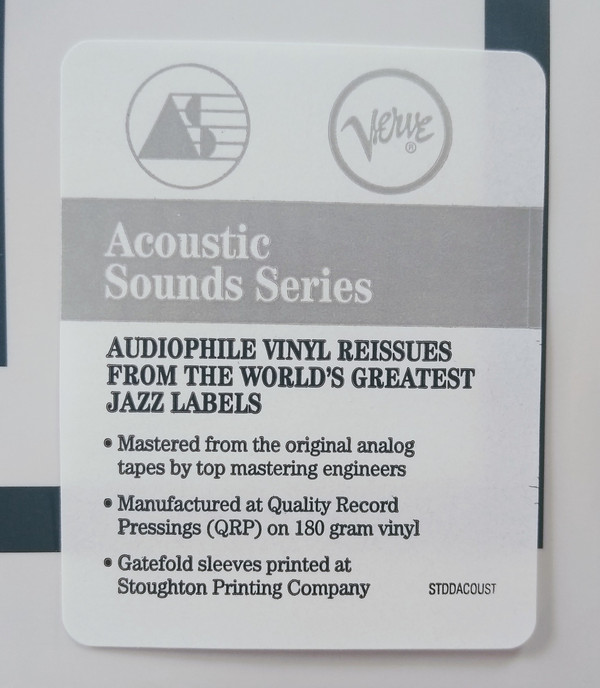 AS
Verve®
Acoustic
Sounds Series
AUDIOPHILE VINYL REISSUES
FROM THE WORLD'S GREATEST
JAZZ LABELS
• Mastered from the original analog
tapes by top mastering engineers
• Manufactured at Quality Record
Pressings (QRP) on 180 gram vinyl
• Gatefold sleeves printed at
Stoughton Printing Company
STDDACOUST